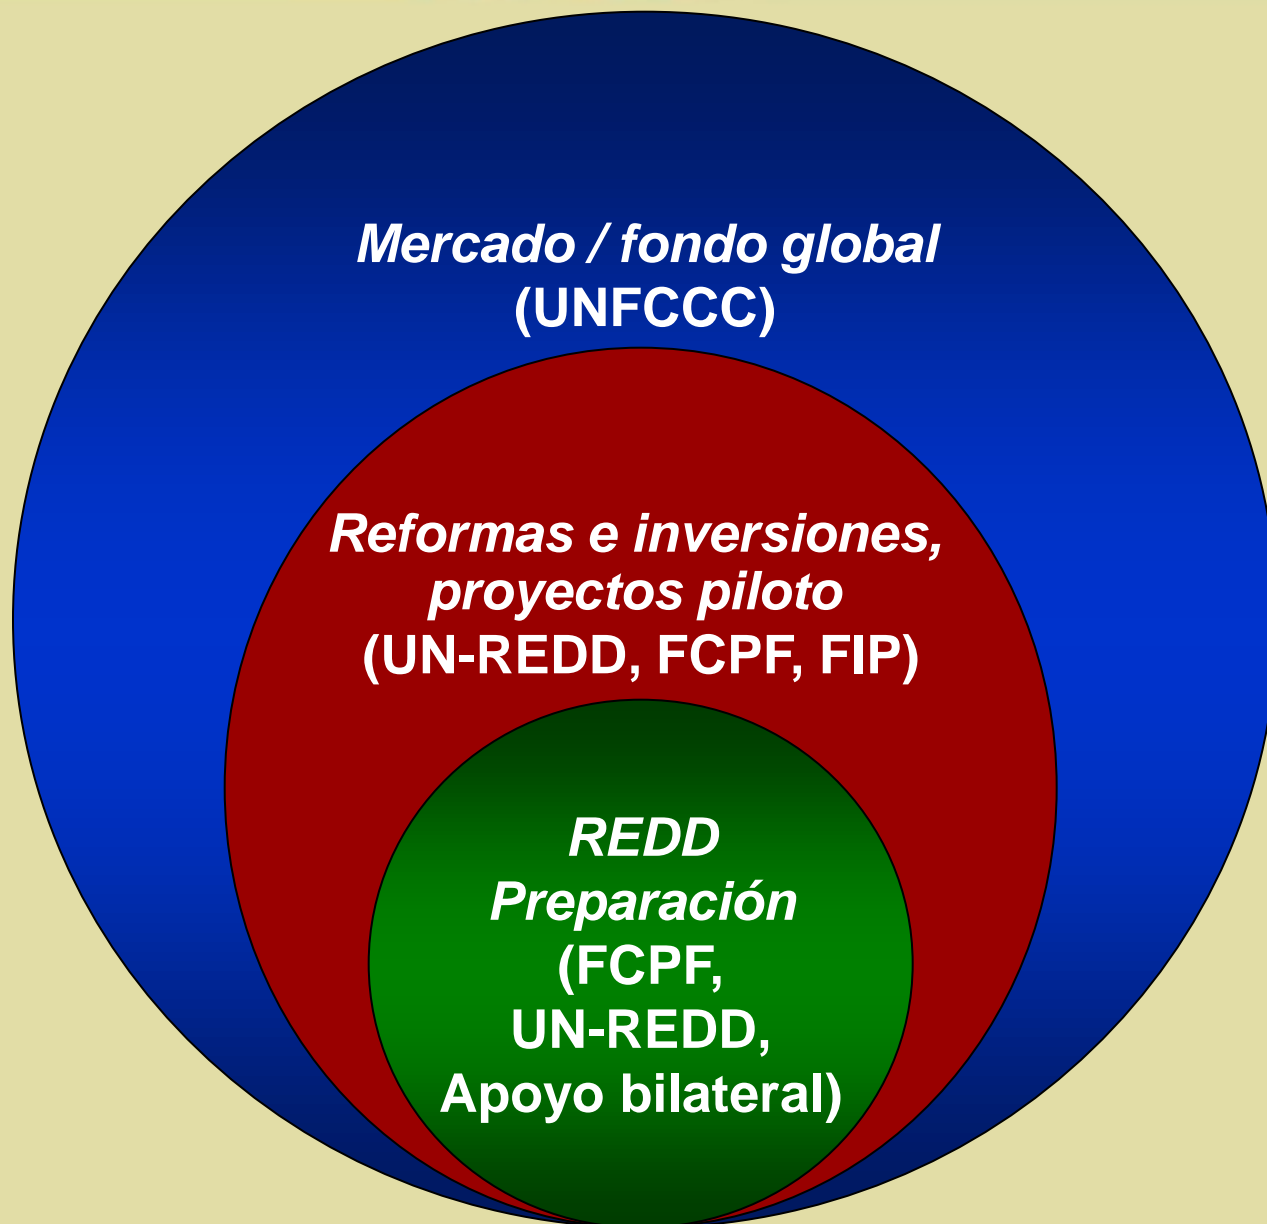 Mercado / fondo global
(UNFCCC)
Reformas e inversiones,
proyectos piloto
(UN-REDD, FCPF, FIP)
REDD
Preparación
(FCPF,
UN-REDD,
Apoyo bilateral)